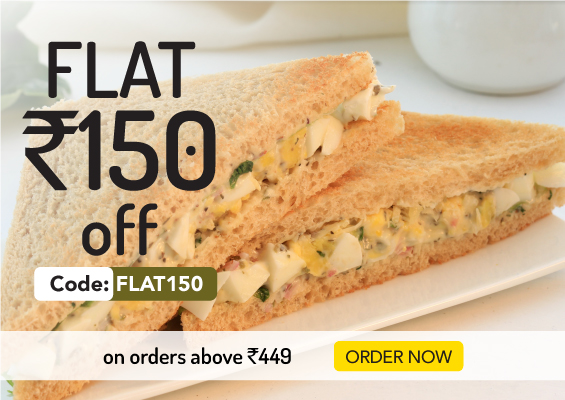 FLAT
₹150
off
Code: FLAT150
on orders above ₹449
ORDER NOW